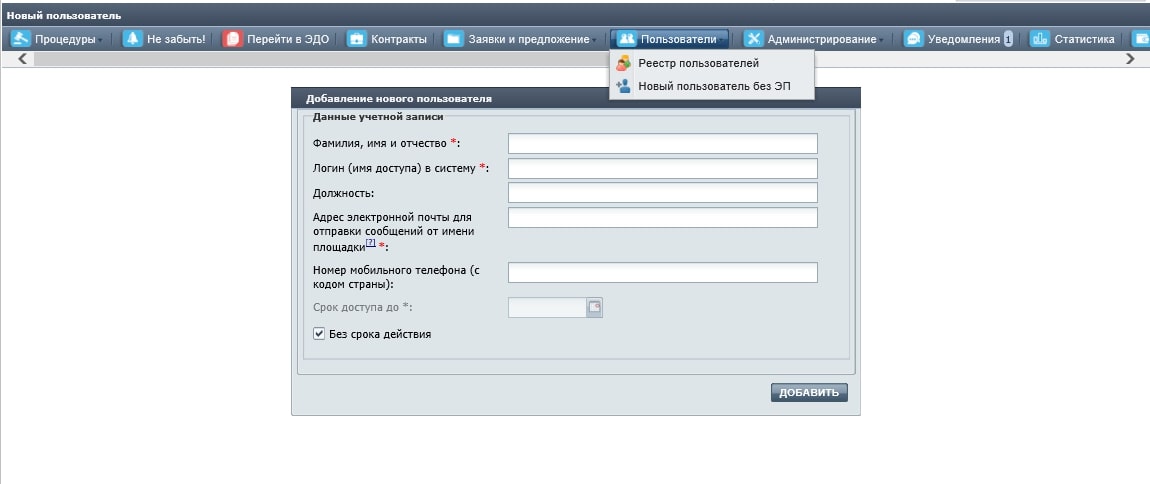 Новый пользователь
Процедуры Не забыть! Перейти в ЭДО Контракты Заявки и предложение Пользователи Администрирование Уведомления 1 Статистика
Реестр пользователей
Новый пользователь без ЭП
Добавление нового пользователя
Данные учетной записи
Фамилия, имя и отчество *:
Логин (имя доступа) в систему *:
Должность:
Адрес электронной почты для
отправки сообщений от имени
площадки[?] *:
Номер мобильного телефона (с
кодом страны):
Срок доступа до *:
Без срока действия
ДОБАВИТЬ